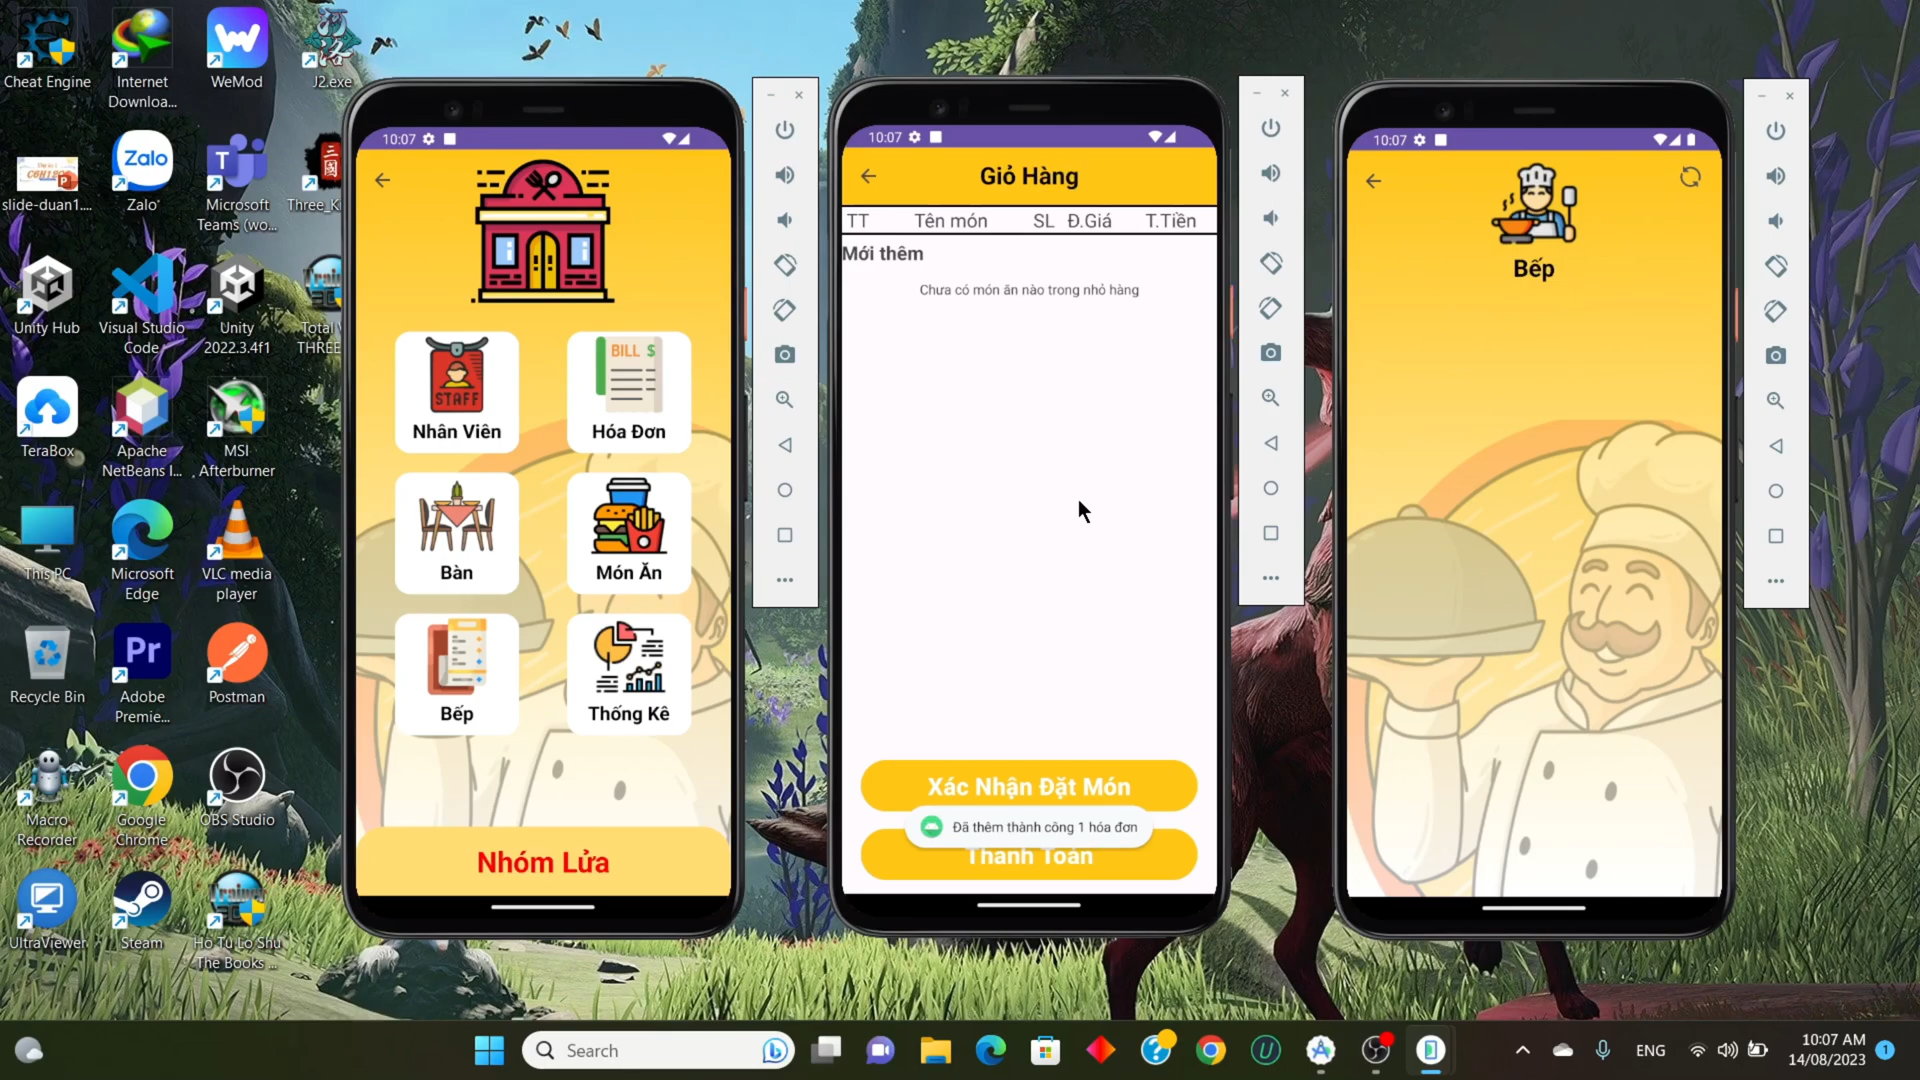 Cheat Engine
Internet
Downloa...
WeMod
J2.exe
slide-duan1....
Zalo
Zalo
Microsoft
Teams (wo...
Unity Hub
Visual Studio
Code
Unity
2022.3.4f1
TeraBox
Apache
NetBeans I...
MSI
Afterburner
This PC
Microsoft
Edge
VLC media
player
Recycle Bin
Pr
Adobe
Premie...
Postman
Macro
Recorder
Google
Chrome
OBS Studio
UltraViewer
Steam
Ho Tu Lo Shu
The Books ...
10:07
STAFF
Nhân Viên
BILL $
Hóa Đơn
Bàn
Món Ăn
Bếp
Thống Kê
Nhóm Lửa
10:07
Giỏ Hàng
TT Tên món SL Đ.Giá T.Tiền
Mới thêm
Chưa có món ăn nào trong nhỏ hàng
Xác Nhận Đặt Món
Đã thêm thành công 1 hóa đơn
Thanh Toán
10:07
Bếp
Search
ENG
10:07 AM
14/08/2023
1